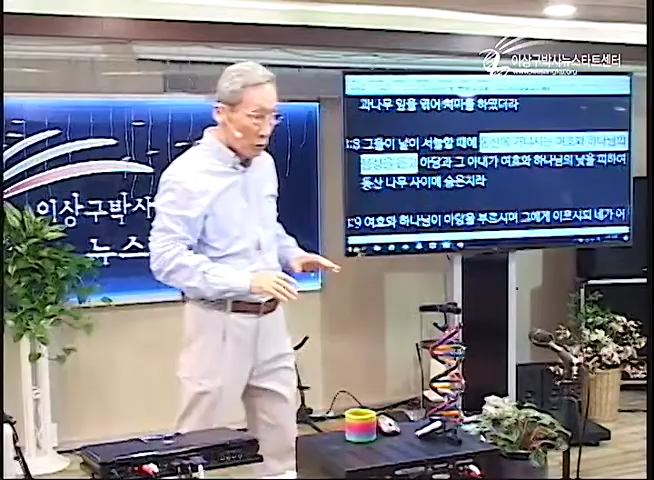 이상구박사뉴스타트센터
과나무 잎을 엮어 치마를 하였더라
3:8 그들이 날이 서늘할 때에 동산에 거니시는 여호와 하나님의
음성을 듣고 아담과 그 아내가 여호와 하나님의 낯을 피하여
동산 나무 사이에 숨은지라
3:9 여호와 하나님이 아담을 부르시며 그에게 이르시되 네가 어
이상구박사
뉴스